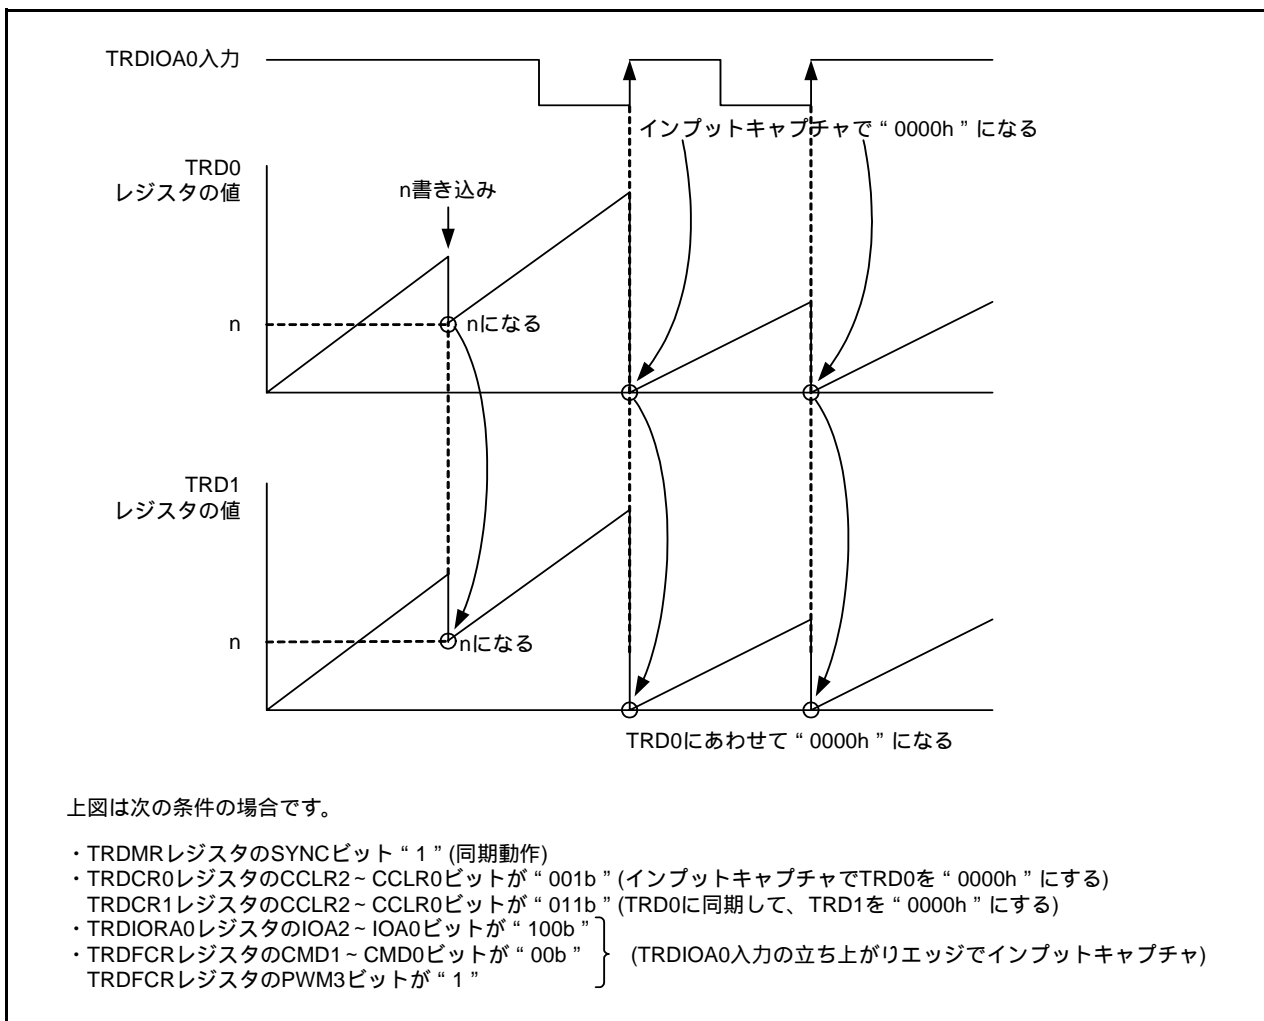 TRDIOA0入力
インプットキャプチャで“ 0000h ” になる
TRD0
レジスタの値
n書き込み
n
nになる
TRD1
レジスタの値
n
nになる
TRD0にあわせて“ 0000h ” になる
上図は次の条件の場合です。
・TRDMRレジスタのSYNCビット“ 1 ” (同期動作)
・TRDCR0レジスタのCCLR2～CCLR0ビットが“ 001b ” (インプットキャプチャでTRD0を“ 0000h ” にする)
TRDCR1レジスタのCCLR2～CCLR0ビットが“ 011b ” (TRD0に同期して、TRD1を“ 0000h ” にする)
・TRDIORA0レジスタのIOA2～IOA0ビットが“ 100b ”
・TRDFCRレジスタのCMD1～CMD0ビットが“ 00b ” (TRDIOA0入力の立ち上がりエッジでインプットキャプチャ)
TRDFCRレジスタのPWM3ビットが“ 1 ”